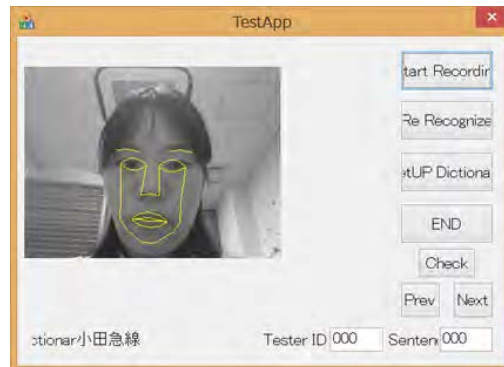 TestApp
tart Recordin
Re Recognize
etUP Dictiona
END
Check
Prev Next
ctionar小田急線 Tester ID 000 Senten 000